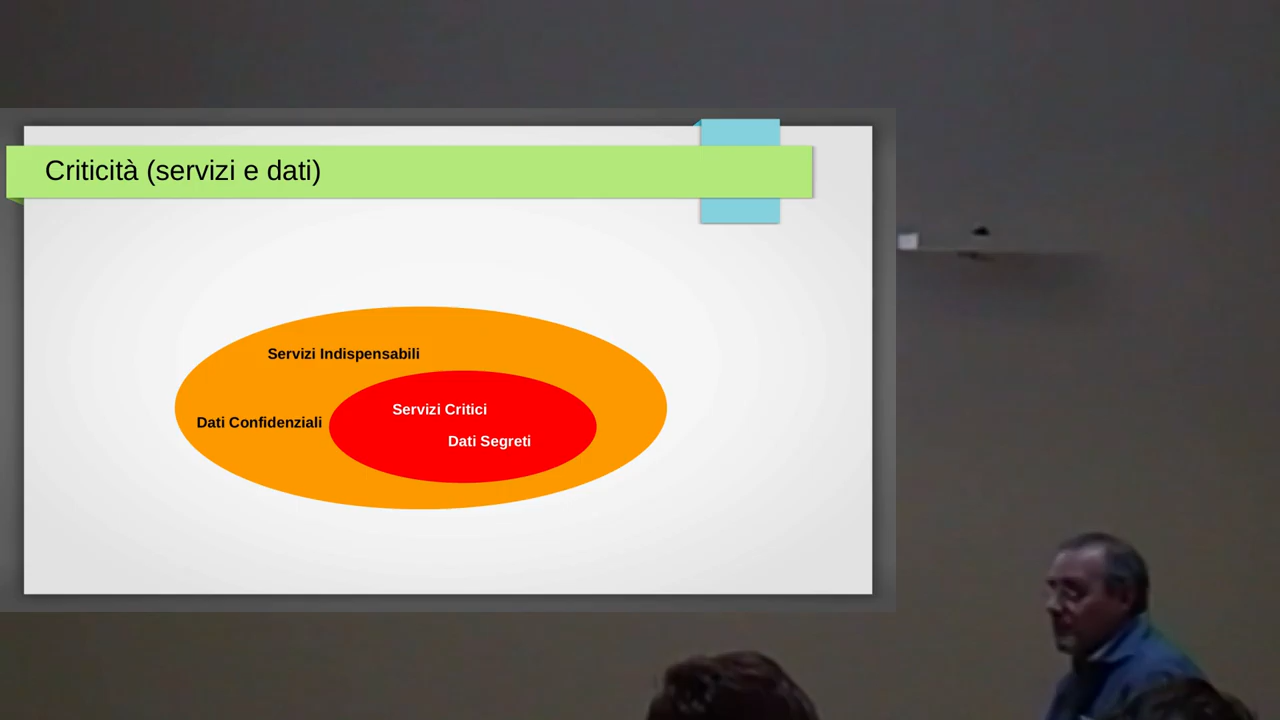 Criticità (servizi e dati)
Servizi Indispensabili
Servizi Critici
Dati Confidenziali
Dati Segreti